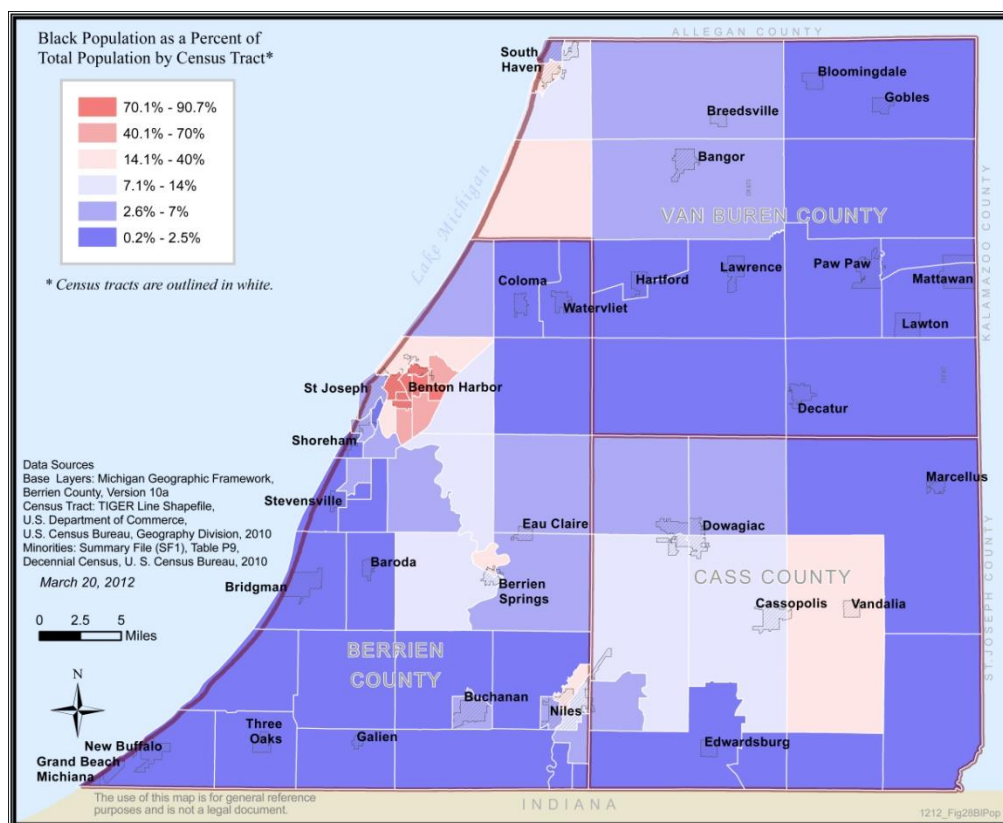 Black Population as a Percent of
Total Population by Census Tract*
70.1% - 90.7%
40.1% - 70%
14.1% - 40%
7.1% - 14%
2.6% - 7%
0.2% - 2.5%
* Census tracts are outlined in white.
ALLEGAN COUNTY
South
Haven
Bloomingdale
Gobles
Breedsville
Bangor
Lake Michigan
VAN BUREN COUNTY
KALAMAZOO COUNTY
Coloma
Watervliet
Hartford
Lawrence
Paw Paw
Mattawan
Lawton
St Joseph
Benton Harbor
Decatur
Shoreham
Data Sources
Base Layers: Michigan Geographic Framework,
Berrien County, Version 10a
Census Tract: TIGER Line Shapefile,
U.S. Department of Commerce,
U.S. Census Bureau, Geography Division, 2010
Minorities: Summary File (SF1), Table P9,
Decennial Census, U. S. Census Bureau, 2010
March 20, 2012
Stevensville
Marcellus
Eau Claire
Dowagiac
Baroda
Bridgman
Berrien
Springs
CASS COUNTY
Cassopolis
Vandalia
ST JOSEPH COUNTY
0 2.5 5
Miles
N
BERRIEN
COUNTY
Buchanan
Niles
Three
Oaks
Galien
New Buffalo
Grand Beach
Michiana
Edwardsburg
The use of this map is for general reference
purposes and is not a legal document.
INDIANA
1212_Fig28BlPop